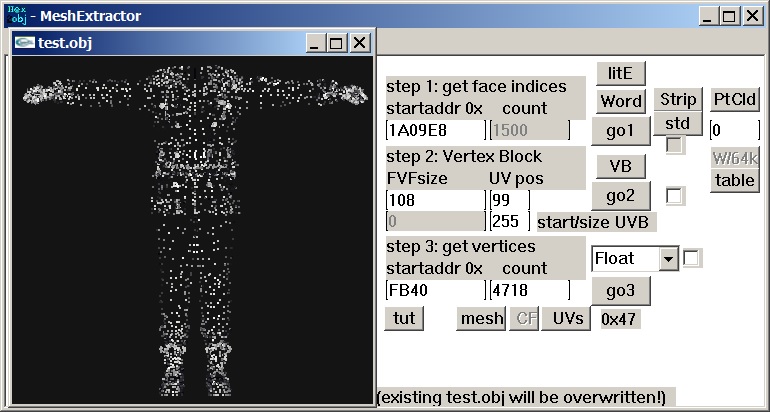 Hex obj - MeshExtractor
test.obj
litE
step 1: get face indices
Word Strip PtCld
startaddr 0x count
1A09E8 1500 go1 std 0
step 2: Vertex Block
VB W/64k
FVFsize UV pos
table
108 99 go2
0 255 start/size UVB
step 3: get vertices
Float
startaddr 0x count
FB40 4718 go3
tut mesh CF UVs 0x47
(existing test.obj will be overwritten!)